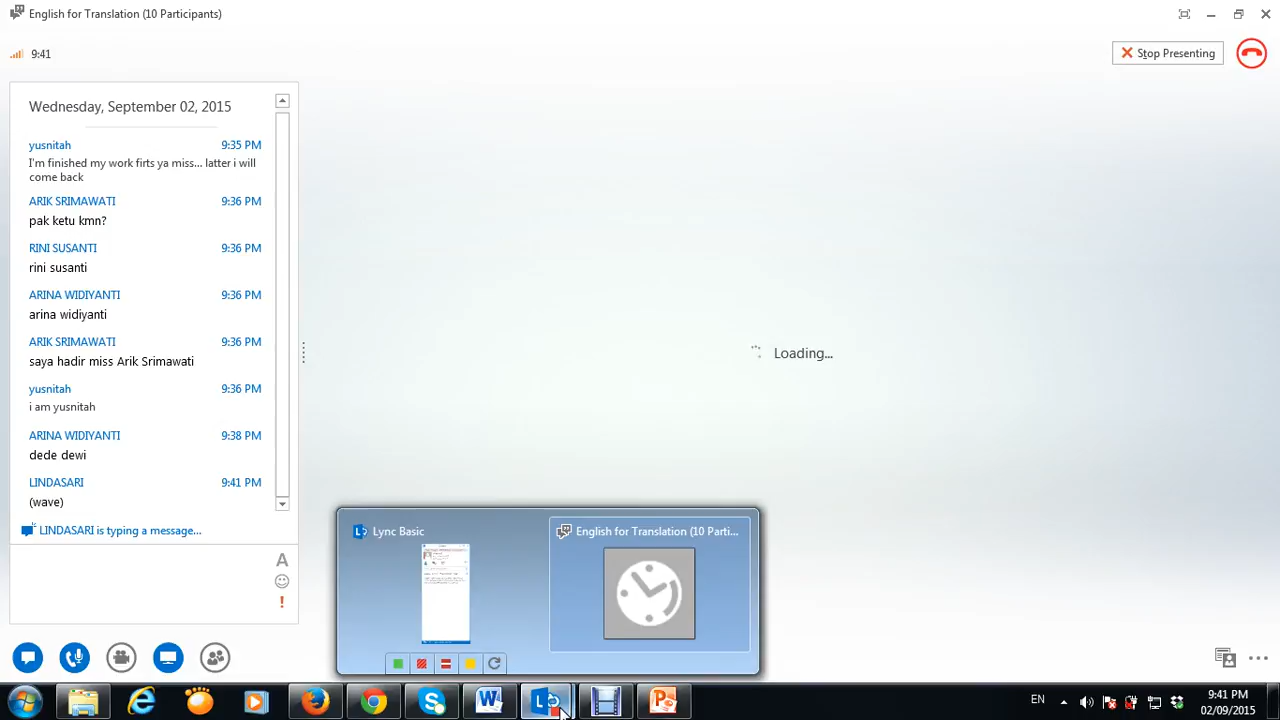 English for Translation (10 Participants)
9:41
Stop Presenting
Wednesday, September 02, 2015
yusnitah 9:35 PM
I'm finished my work firts ya miss... latter i will
come back
ARIK SRIMAWATI 9:36 PM
pak ketu kmn?
RINI SUSANTI 9:36 PM
rini susanti
ARINA WIDIYANTI 9:36 PM
arina widiyanti
ARIK SRIMAWATI 9:36 PM
saya hadir miss Arik Srimawati
yusnitah 9:36 PM
i am yusnitah
ARINA WIDIYANTI 9:38 PM
dede dewi
LINDASARI 9:41 PM
(wave)
LINDASARI is typing a message...
A
!
Loading...
Lync Basic
English for Translation (10 Parti...
EN
9:41 PM
02/09/2015